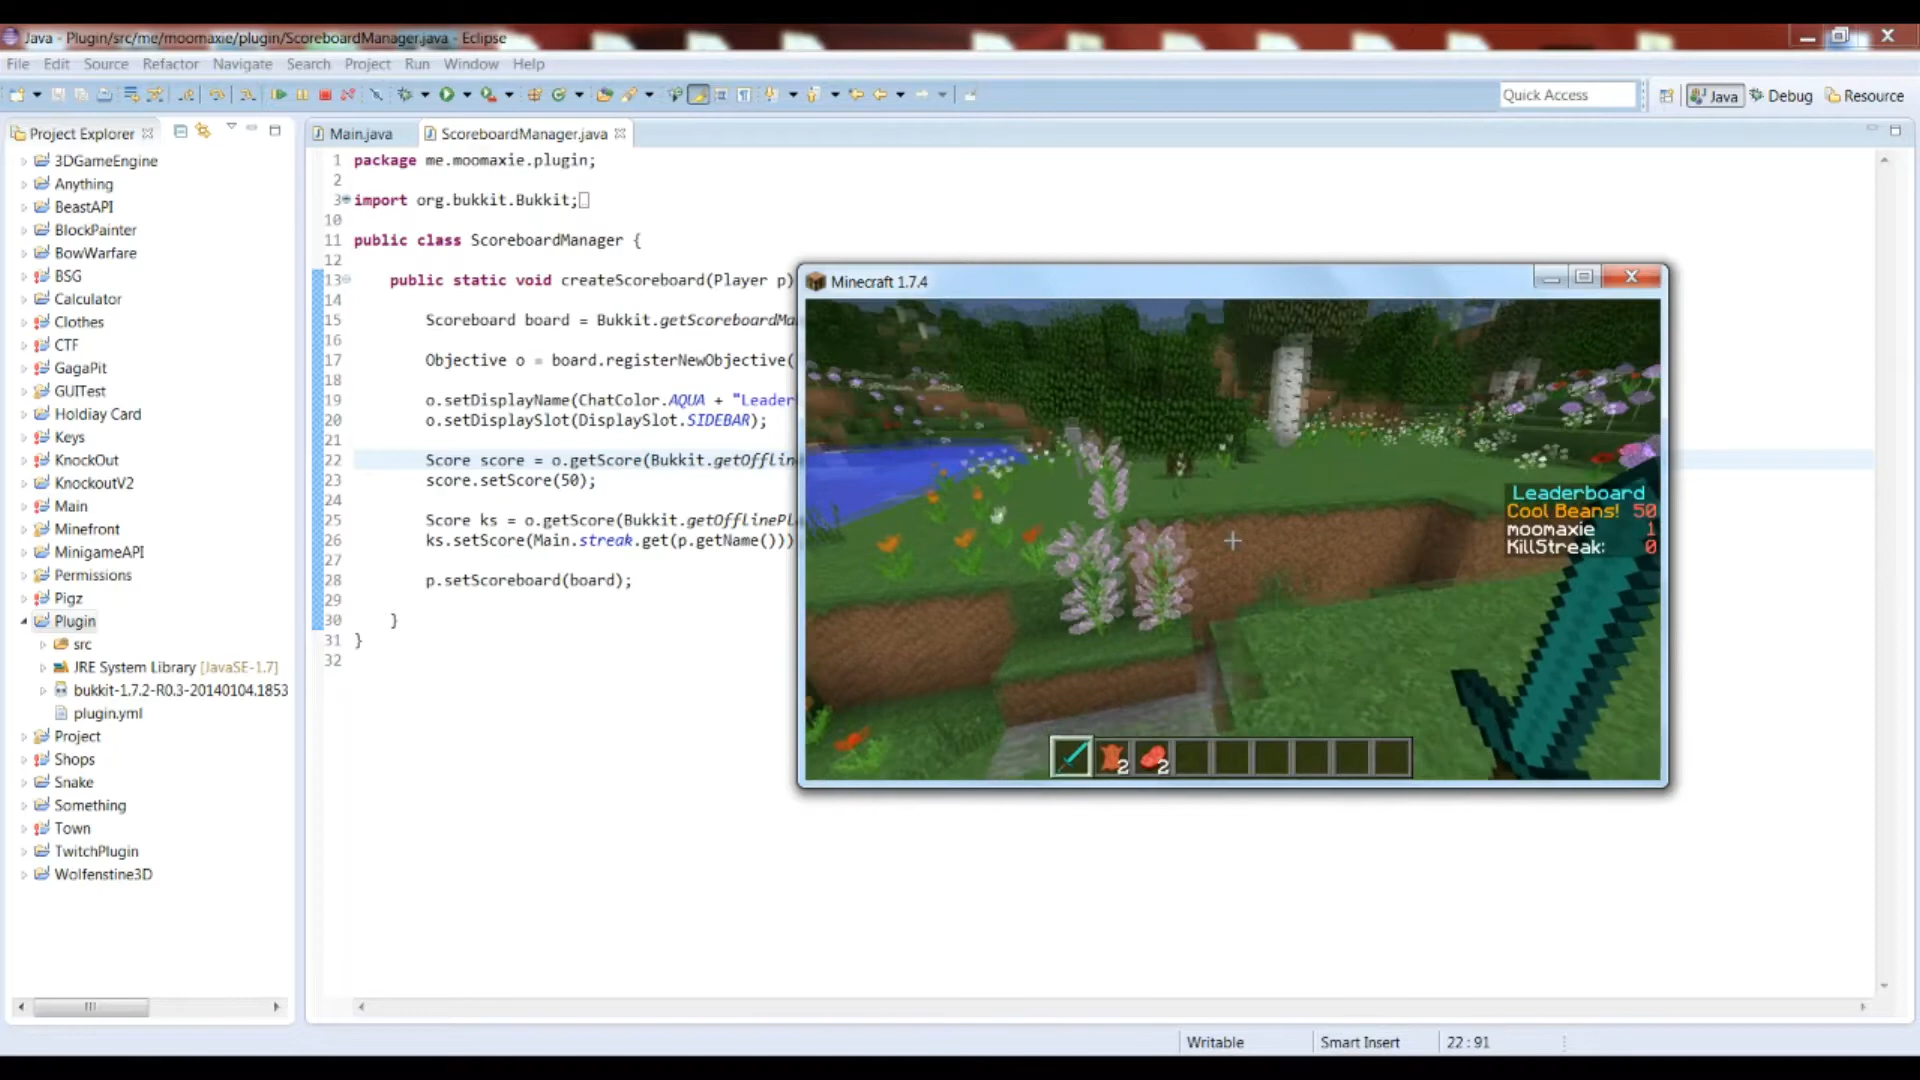 Java - Plugin/src/me/moomaxie/plugin/ScoreboardManager.java - Eclipse
File Edit Source Refactor Navigate Search Project Run Window Help
Quick Access
Java
Debug
Resource
Project Explorer
3DGameEngine
Anything
BeastAPI
BlockPainter
BowWarfare
BSG
Calculator
Clothes
CTF
GagaPit
GUITest
Holdiay Card
Keys
KnockOut
KnockoutV2
Main
Minefront
MinigameAPI
Permissions
Pigz
Plugin
src
JRE System Library [JavaSE-1.7]
bukkit-1.7.2-R0.3-20140104.1853
plugin.yml
Project
Shops
Snake
Something
Town
TwitchPlugin
Wolfenstine3D
Main.java
ScoreboardManager.java
1 package me.moomaxie.plugin;
2
3 import org.bukkit.Bukkit;
10
11 public class ScoreboardManager {
12
13 public static void createScoreboard(Player p)
14
15 Scoreboard board = Bukkit.getScoreboardMa
16
17 Objective o = board.registerNewObjective(
18
19 o.setDisplayName(ChatColor.AQUA + "Leader
20 o.setDisplaySlot(DisplaySlot.SIDEBAR);
21
22 Score score = o.getScore(Bukkit.getOfflin
23 score.setScore(50);
24
25 Score ks = o.getScore(Bukkit.getOfflinePl
26 ks.setScore(Main.streak.get(p.getName()))
27
28 p.setScoreboard(board);
29
30 }
31 }
32
Minecraft 1.7.4
Leaderboard
Cool Beans! 50
moomaxie 1
KillStreak: 0
2
2
Writable
Smart Insert
22 : 91